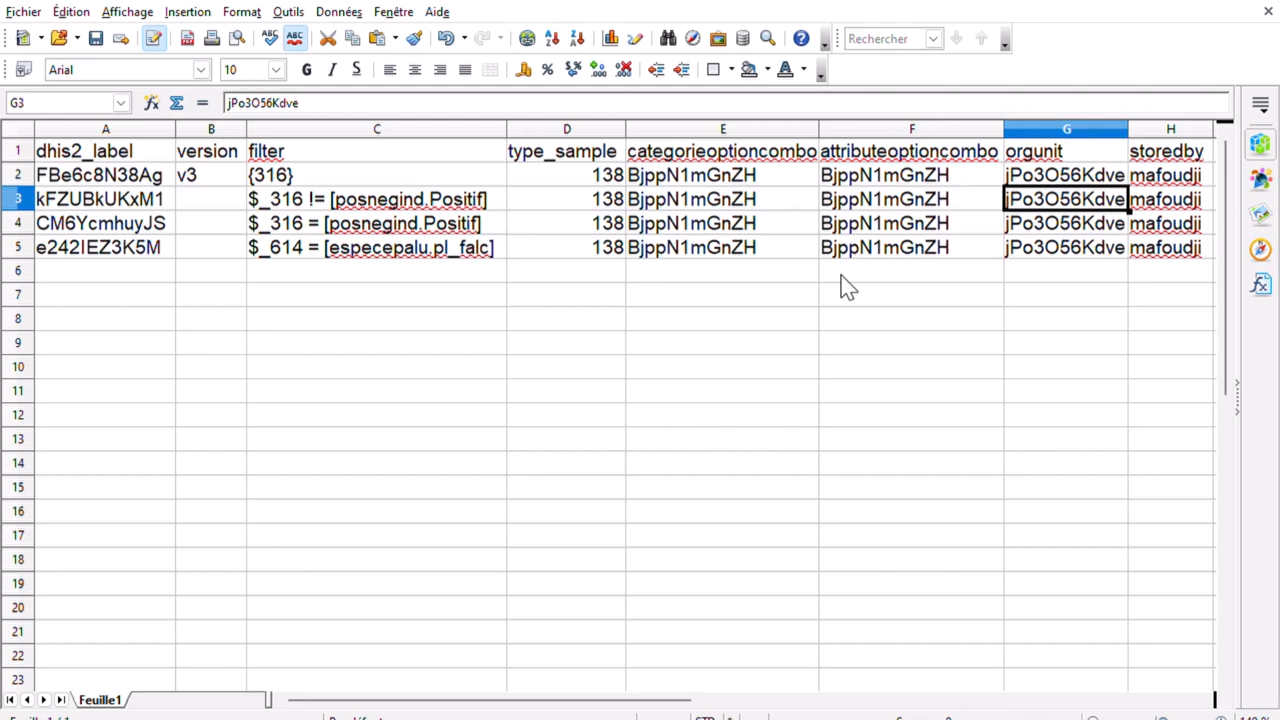 Fichier Édition Affichage Insertion Format Outils Données Fenêtre Aide
Rechercher
Arial 10 G I S
G3 jPo3O56Kdve
A B C D E F G H
1 dhis2_label version filter type_sample categorieoptioncombo attributeoptioncombo orgunit storedby
2 FBe6c8N38Ag v3 {316} 138 BjppN1mGnZH BjppN1mGnZH jPo3O56Kdve mafoudji
3 kFZUBkUKxM1 $_316 != [posnegind.Positif] 138 BjppN1mGnZH BjppN1mGnZH jPo3O56Kdve mafoudji
4 CM6YcmhuyJS $_316 = [posnegind.Positif] 138 BjppN1mGnZH BjppN1mGnZH jPo3O56Kdve mafoudji
5 e242IEZ3K5M $_614 = [especepalu.pl_falc] 138 BjppN1mGnZH BjppN1mGnZH jPo3O56Kdve mafoudji
6
7
8
9
10
11
12
13
14
15
16
17
18
19
20
21
22
23
Feuille1